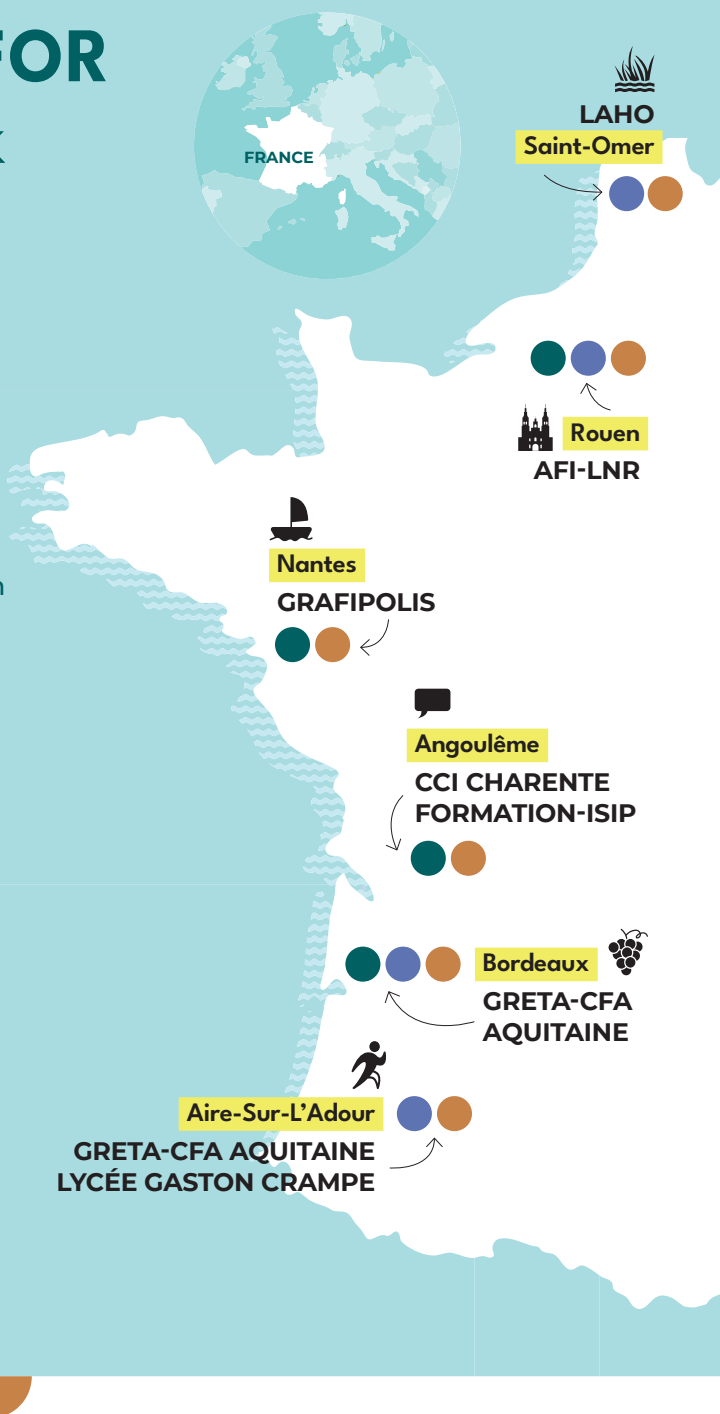 FOR
FRANCE
LAHO
Saint-Omer
Rouen
AFI-LNR
Nantes
GRAFIPOLIS
Angoulême
CCI CHARENTE
FORMATION-ISIP
Bordeaux
GRETA-CFA
AQUITAINE
Aire-Sur-L’Adour
GRETA-CFA AQUITAINE
LYCÉE GASTON CRAMPE